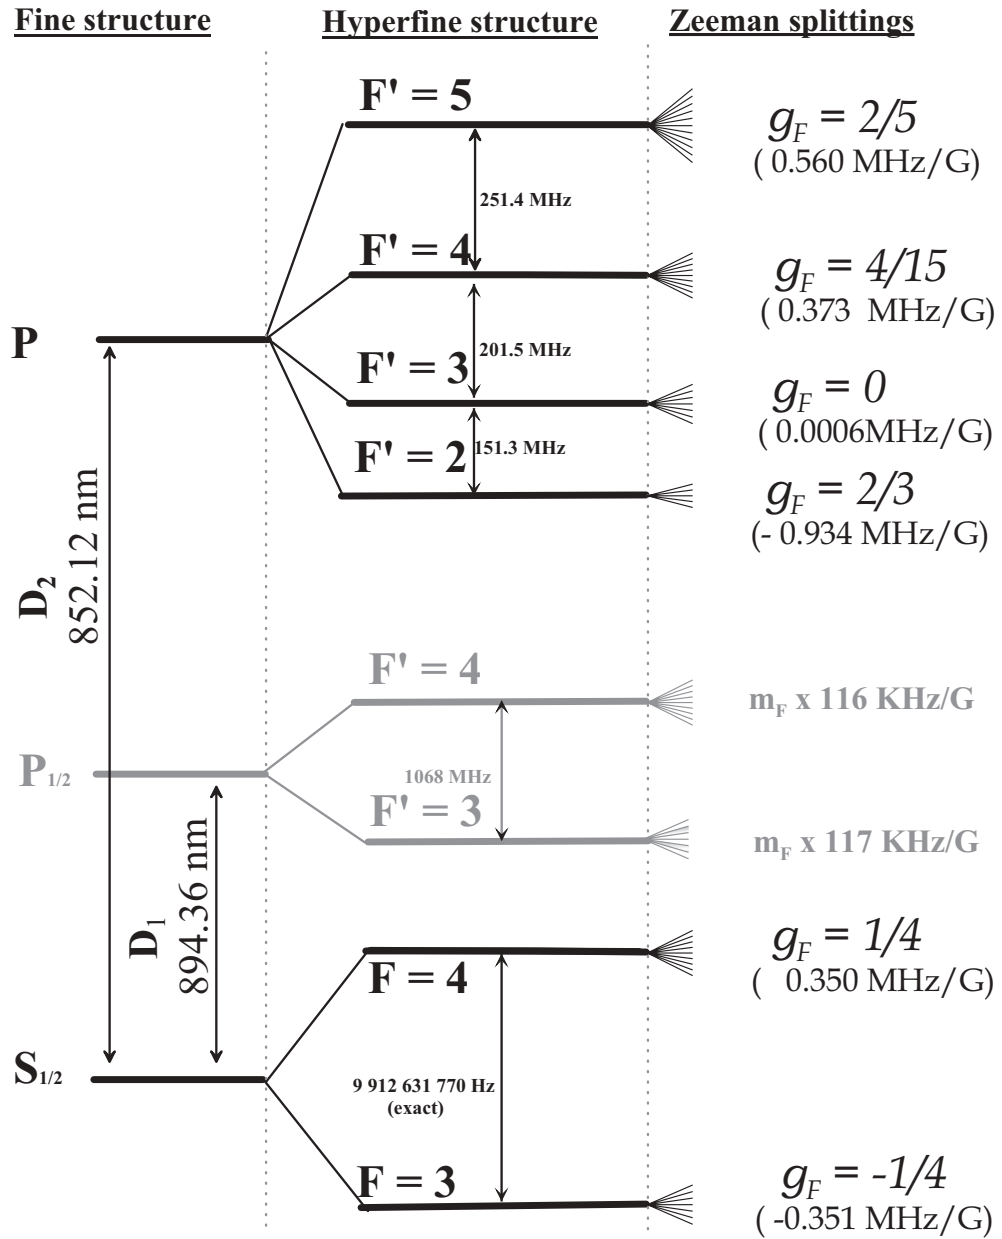 Fine structure
Hyperfine structure
Zeeman splittings
F' = 5
g_F = 2/5
( 0.560 MHz/G)
251.4 MHz
F' = 4
g_F = 4/15
( 0.373 MHz/G)
P
201.5 MHz
F' = 3
g_F = 0
( 0.0006MHz/G)
F' = 2
151.3 MHz
g_F = 2/3
(- 0.934 MHz/G)
D_2
852.12 nm
F' = 4
m_F x 116 KHz/G
P_1/2
1068 MHz
F' = 3
m_F x 117 KHz/G
D_1
894.36 nm
g_F = 1/4
( 0.350 MHz/G)
F = 4
S_1/2
9 912 631 770 Hz
(exact)
F = 3
g_F = -1/4
( -0.351 MHz/G)